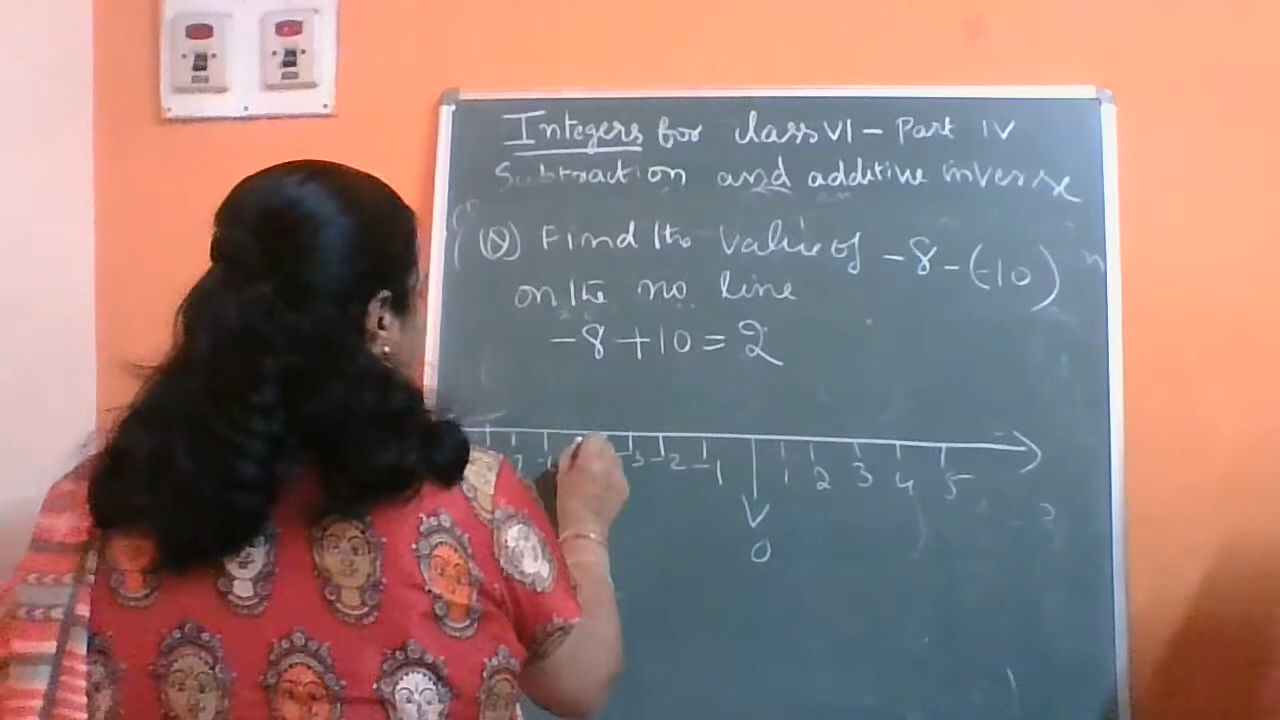 Integers for class VI - Part IV
Subtraction and additive inverse
(Q) Find the value of -8-(-10)
on the no line
-8+10=2
-3 -2 -1 1 2 3 4 5
0